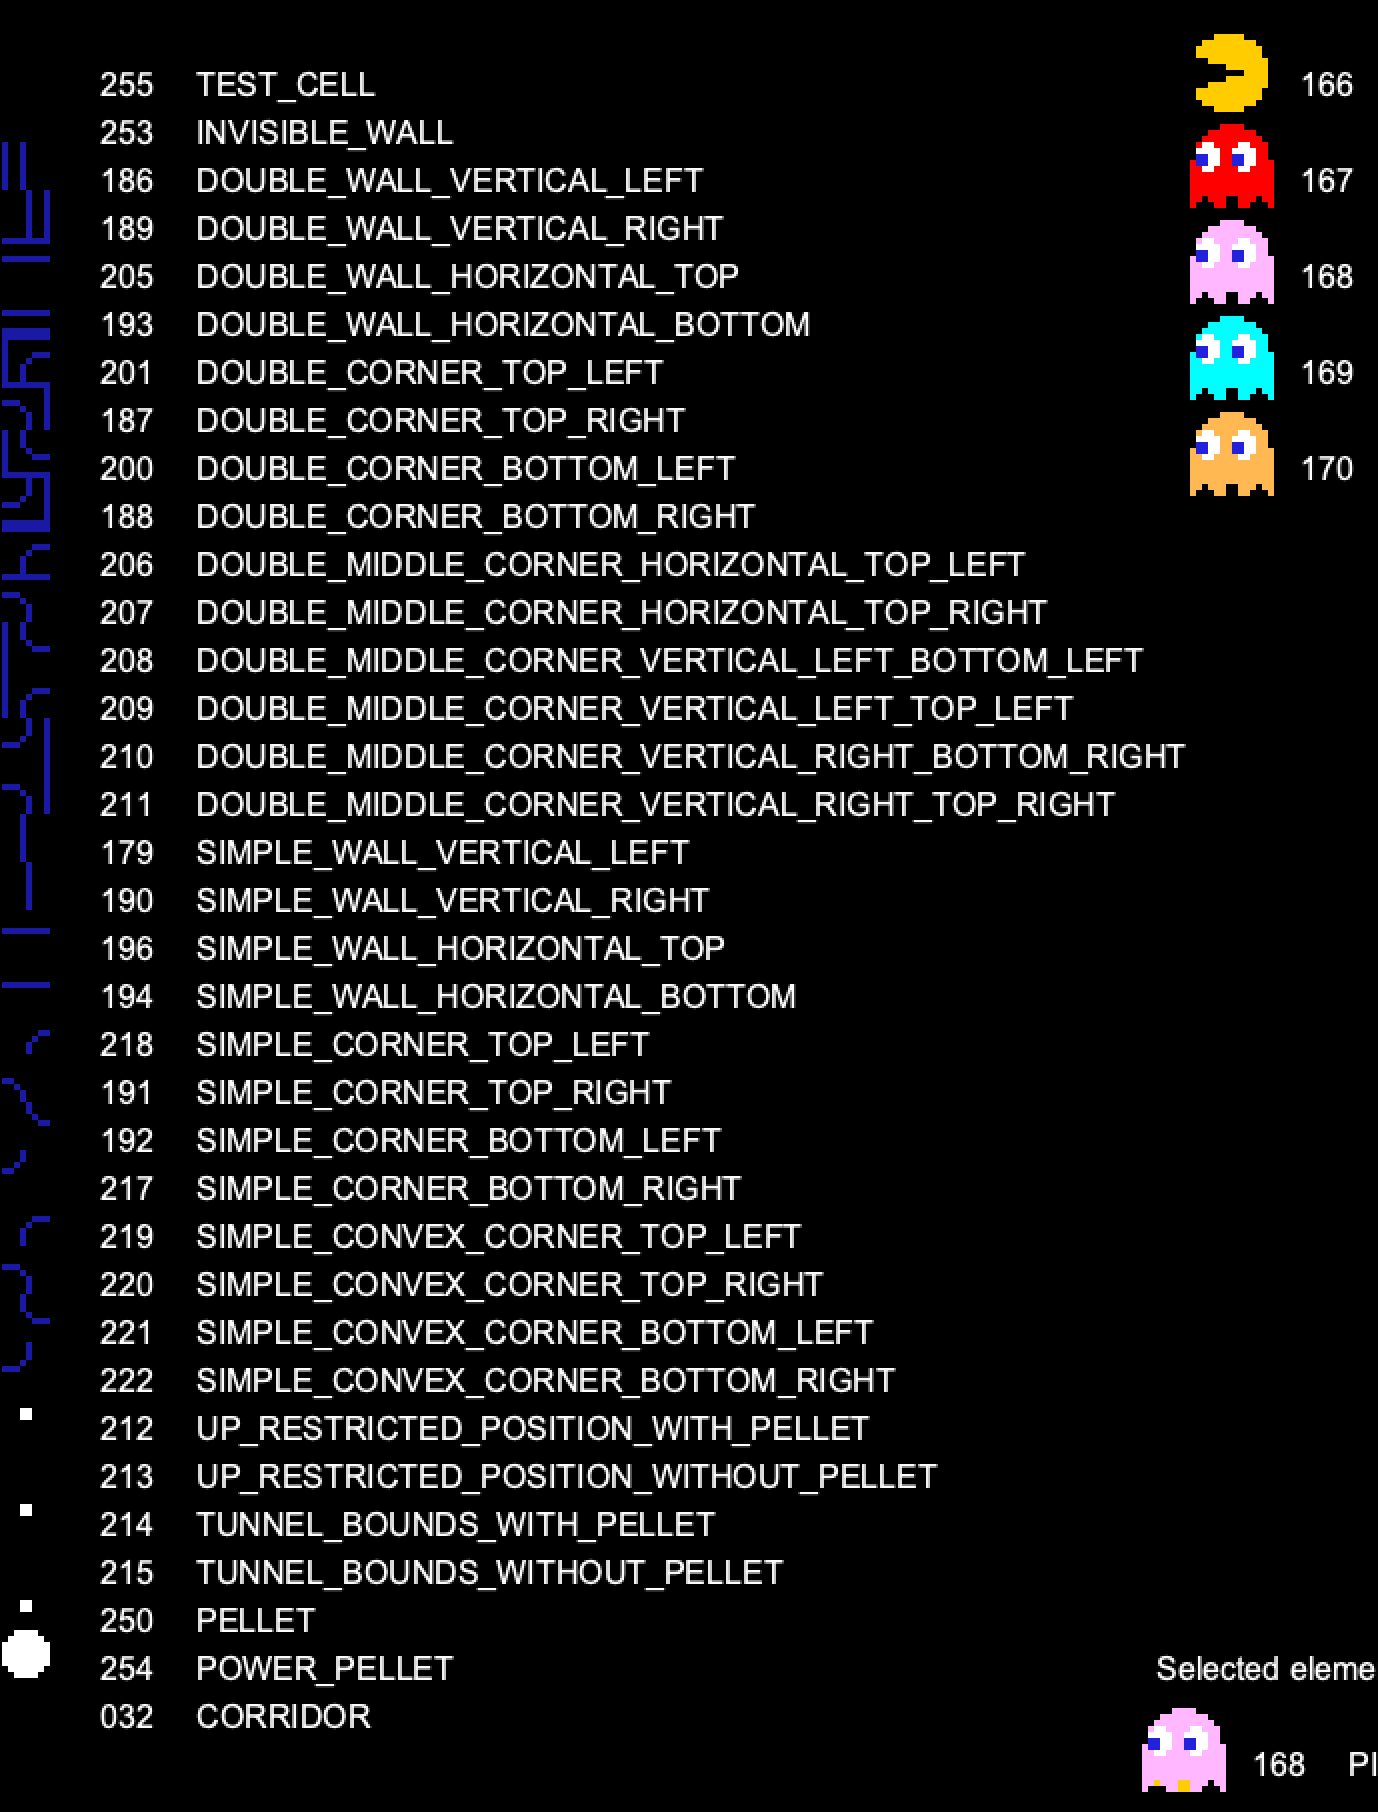 255 TEST_CELL
253 INVISIBLE_WALL
186 DOUBLE_WALL_VERTICAL_LEFT
189 DOUBLE_WALL_VERTICAL_RIGHT
205 DOUBLE_WALL_HORIZONTAL_TOP
193 DOUBLE_WALL_HORIZONTAL_BOTTOM
201 DOUBLE_CORNER_TOP_LEFT
187 DOUBLE_CORNER_TOP_RIGHT
200 DOUBLE_CORNER_BOTTOM_LEFT
188 DOUBLE_CORNER_BOTTOM_RIGHT
206 DOUBLE_MIDDLE_CORNER_HORIZONTAL_TOP_LEFT
207 DOUBLE_MIDDLE_CORNER_HORIZONTAL_TOP_RIGHT
208 DOUBLE_MIDDLE_CORNER_VERTICAL_LEFT_BOTTOM_LEFT
209 DOUBLE_MIDDLE_CORNER_VERTICAL_LEFT_TOP_LEFT
210 DOUBLE_MIDDLE_CORNER_VERTICAL_RIGHT_BOTTOM_RIGHT
211 DOUBLE_MIDDLE_CORNER_VERTICAL_RIGHT_TOP_RIGHT
179 SIMPLE_WALL_VERTICAL_LEFT
190 SIMPLE_WALL_VERTICAL_RIGHT
196 SIMPLE_WALL_HORIZONTAL_TOP
194 SIMPLE_WALL_HORIZONTAL_BOTTOM
218 SIMPLE_CORNER_TOP_LEFT
191 SIMPLE_CORNER_TOP_RIGHT
192 SIMPLE_CORNER_BOTTOM_LEFT
217 SIMPLE_CORNER_BOTTOM_RIGHT
219 SIMPLE_CONVEX_CORNER_TOP_LEFT
220 SIMPLE_CONVEX_CORNER_TOP_RIGHT
221 SIMPLE_CONVEX_CORNER_BOTTOM_LEFT
222 SIMPLE_CONVEX_CORNER_BOTTOM_RIGHT
212 UP_RESTRICTED_POSITION_WITH_PELLET
213 UP_RESTRICTED_POSITION_WITHOUT_PELLET
214 TUNNEL_BOUNDS_WITH_PELLET
215 TUNNEL_BOUNDS_WITHOUT_PELLET
250 PELLET
254 POWER_PELLET
032 CORRIDOR
166
167
168
169
170
Selected eleme
168 PI